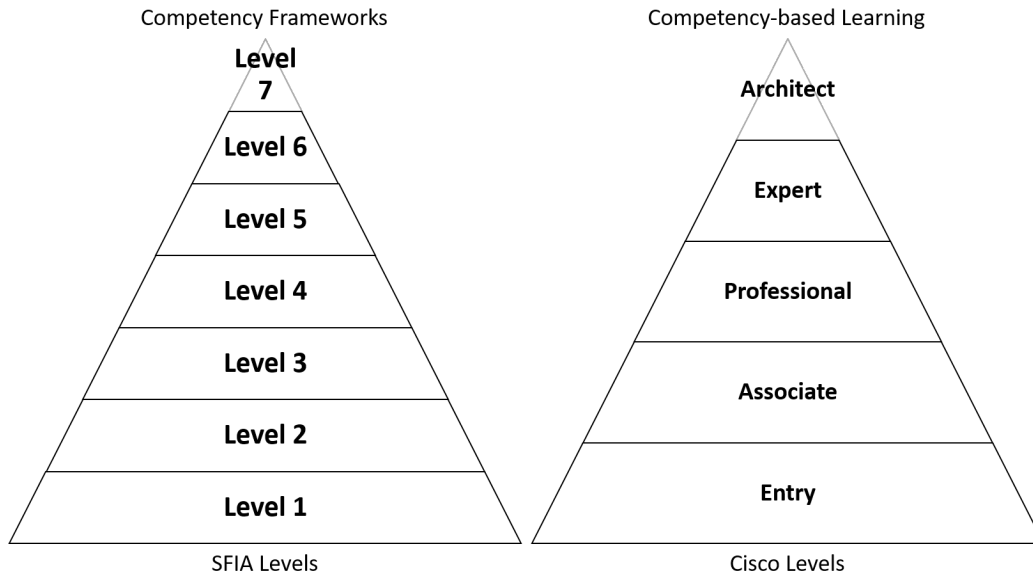 Competency Frameworks
Level
7
Level 6
Level 5
Level 4
Level 3
Level 2
Level 1
SFIA Levels
Competency-based Learning
Architect
Expert
Professional
Associate
Entry
Cisco Levels